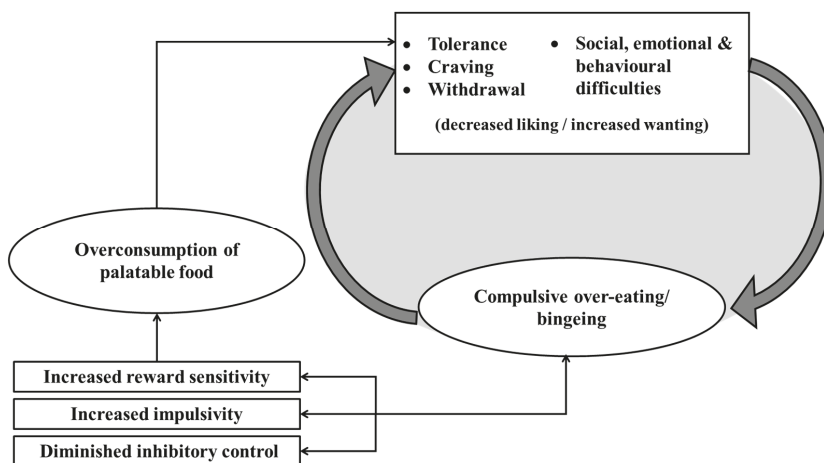 • Tolerance
• Craving
• Withdrawal
• Social, emotional &
behavioural
difficulties
(decreased liking / increased wanting)
Overconsumption of
palatable food
Compulsive over-eating/
bingeing
Increased reward sensitivity
Increased impulsivity
Diminished inhibitory control